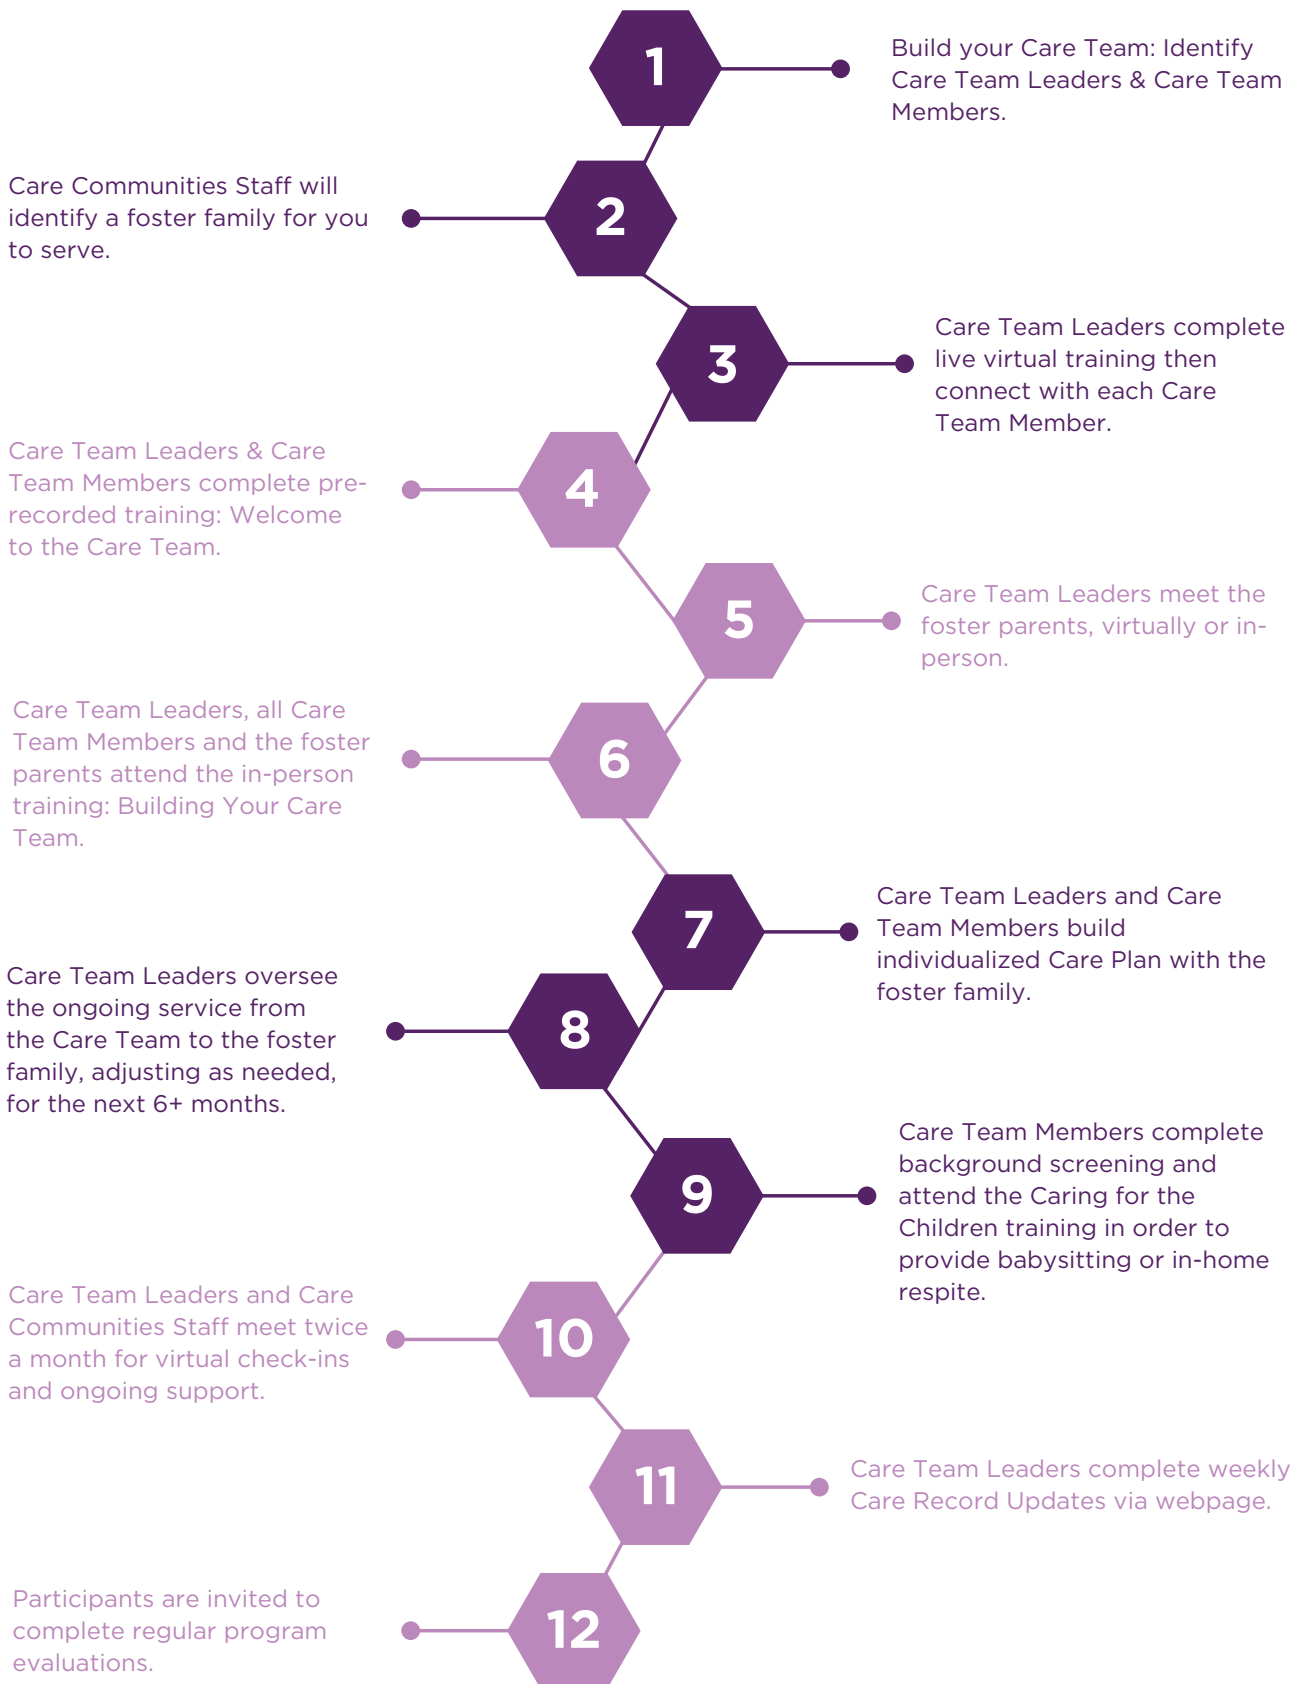 1
Build your Care Team: Identify
Care Team Leaders & Care Team
Members.
2
Care Communities Staff will
identify a foster family for you
to serve.
3
Care Team Leaders complete
live virtual training then
connect with each Care
Team Member.
4
Care Team Leaders & Care
Team Members complete pre-
recorded training: Welcome
to the Care Team.
5
Care Team Leaders meet the
foster parents, virtually or in-
person.
6
Care Team Leaders, all Care
Team Members and the foster
parents attend the in-person
training: Building Your Care
Team.
7
Care Team Leaders and Care
Team Members build
individualized Care Plan with the
foster family.
8
Care Team Leaders oversee
the ongoing service from
the Care Team to the foster
family, adjusting as needed,
for the next 6+ months.
9
Care Team Members complete
background screening and
attend the Caring for the
Children training in order to
provide babysitting or in-home
respite.
10
Care Team Leaders and Care
Communities Staff meet twice
a month for virtual check-ins
and ongoing support.
11
Care Team Leaders complete weekly
Care Record Updates via webpage.
12
Participants are invited to
complete regular program
evaluations.